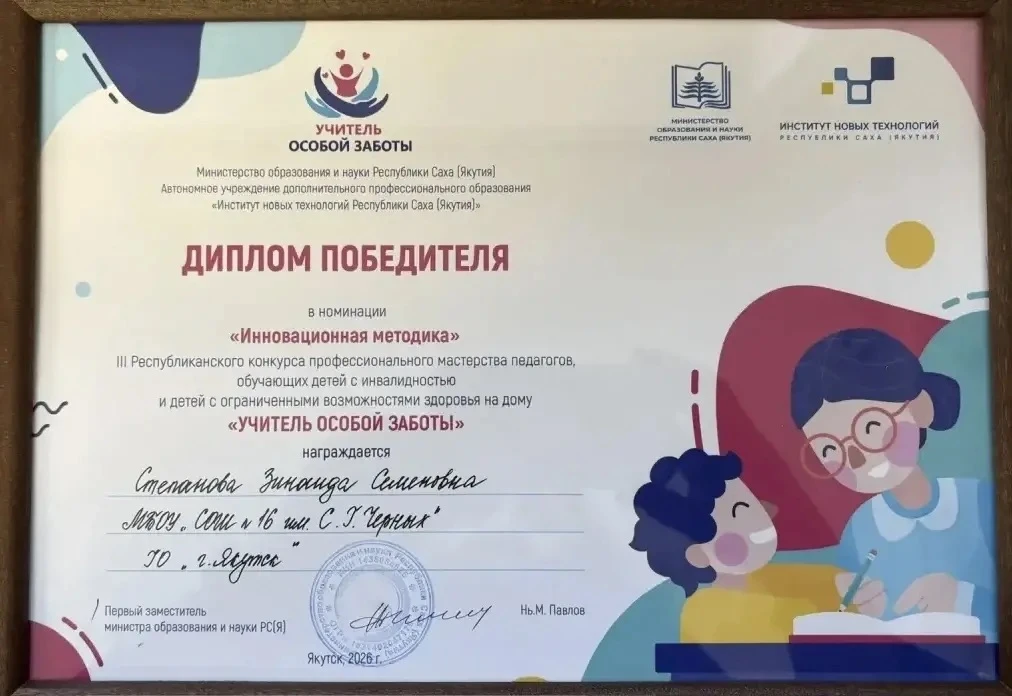 УЧИТЕЛЬ
ОСОБОЙ ЗАБОТЫ
МИНИСТЕРСТВО
ОБРАЗОВАНИЯ И НАУКИ
РЕСПУБЛИКИ САХА (ЯКУТИЯ)
ИНСТИТУТ НОВЫХ ТЕХНОЛОГИЙ
РЕСПУБЛИКИ САХА (ЯКУТИЯ)
Министерство образования и науки Республики Саха (Якутия)
Автономное учреждение дополнительного профессионального образования
«Институт новых технологий Республики Саха (Якутия)»
ДИПЛОМ ПОБЕДИТЕЛЯ
в номинации
«Инновационная методика»
III Республиканского конкурса профессионального мастерства педагогов,
обучающих детей с инвалидностью
и детей с ограниченными возможностями здоровья на дому
«УЧИТЕЛЬ ОСОБОЙ ЗАБОТЫ»
награждается
Степанова Зинаида Семеновна
МБОУ „СОШ N 16 им. С. Г. Черных"
ГО „г. Якутск"
Первый заместитель
министра образования и науки РС(Я)
Нь.М. Павлов
Якутск, 2026 г.